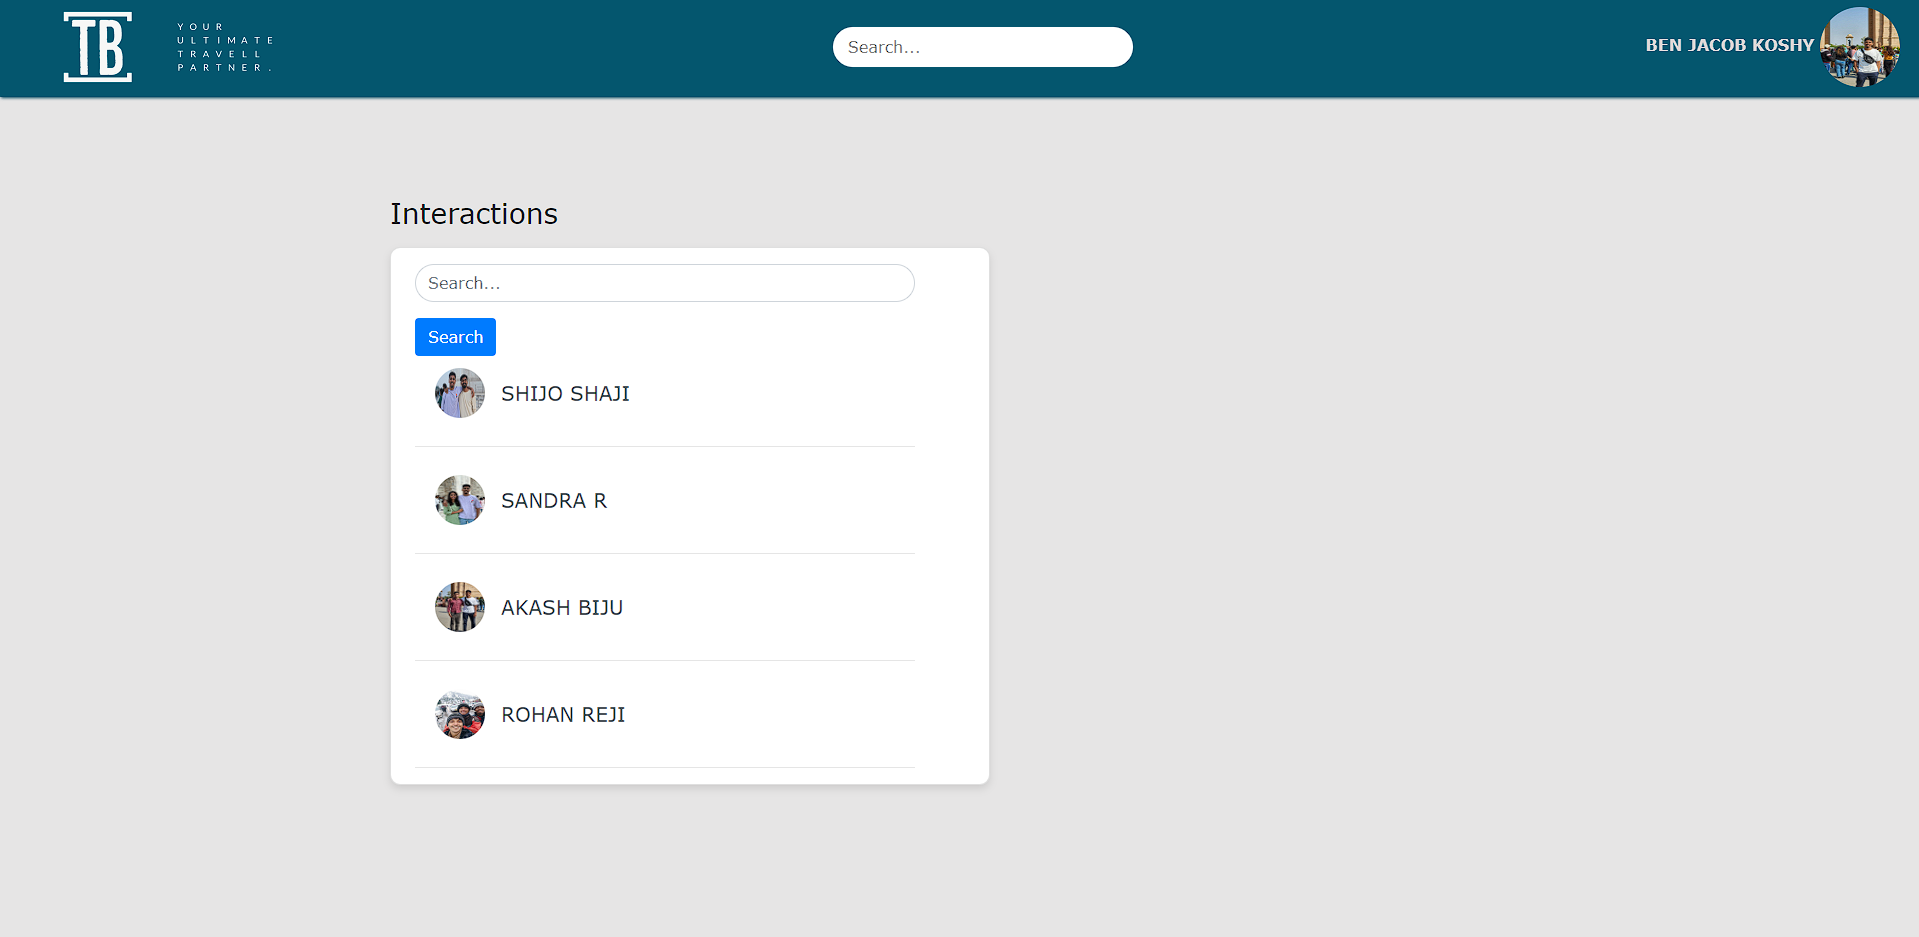 TB
YOUR
ULTIMATE
TRAVELL
PARTNER.
Search...
BEN JACOB KOSHY
Interactions
Search...
Search
SHIJO SHAJI
SANDRA R
AKASH BIJU
ROHAN REJI